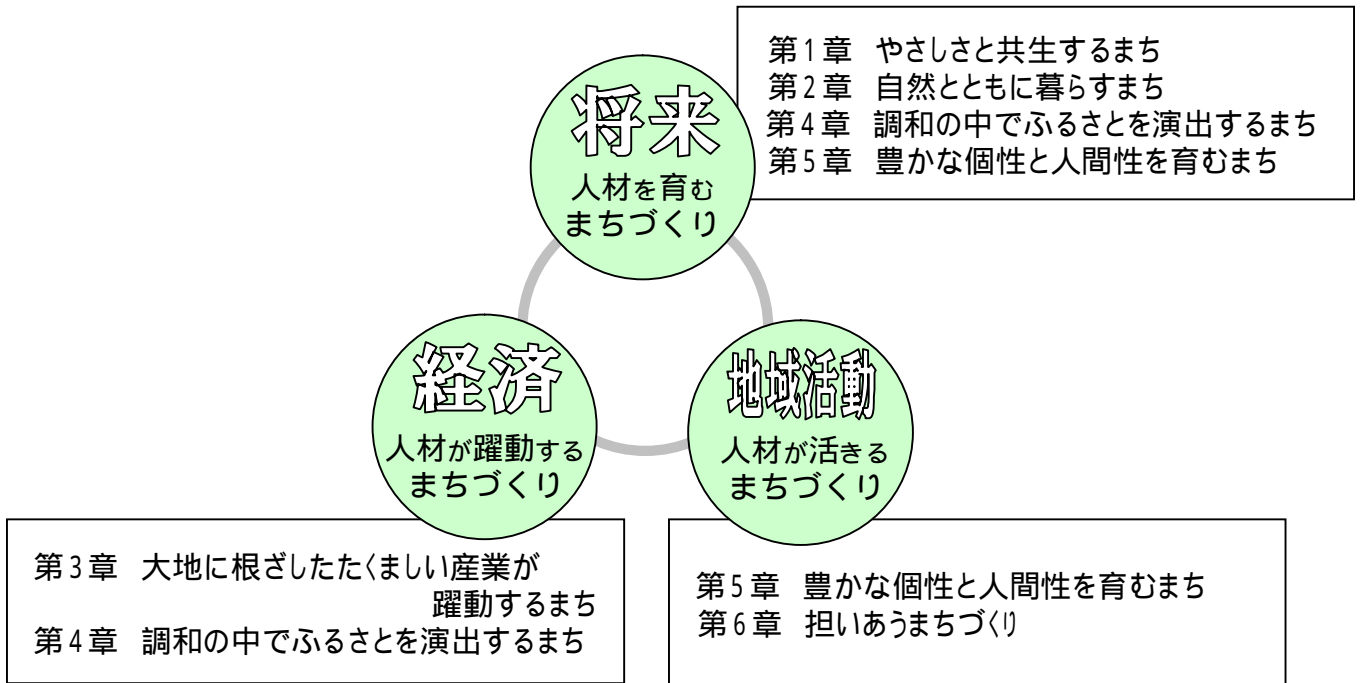 第1章 やさしさと共生するまち
第2章 自然とともに暮らすまち
第4章 調和の中でふるさとを演出するまち
第5章 豊かな個性と人間性を育むまち
将来
人材を育む
まちづくり
経済
人材が躍動する
まちづくり
地域活動
人材が活きる
まちづくり
第3章 大地に根ざしたたくましい産業が
躍動するまち
第4章 調和の中でふるさとを演出するまち
第5章 豊かな個性と人間性を育むまち
第6章 担いあうまちづくり